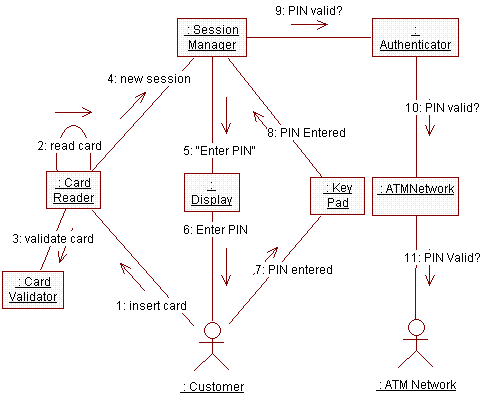 9: PIN valid?
: Session
Manager
:
Authenticator
4: new session
10: PIN valid?
8: PIN Entered
2: read card
5: "Enter PIN"
: Card
Reader
:
Display
: Key
Pad
: ATMNetwork
6: Enter PIN
3: validate card
11: PIN Valid?
7: PIN entered
: Card
Validator
1: insert card
: Customer
: ATM Network